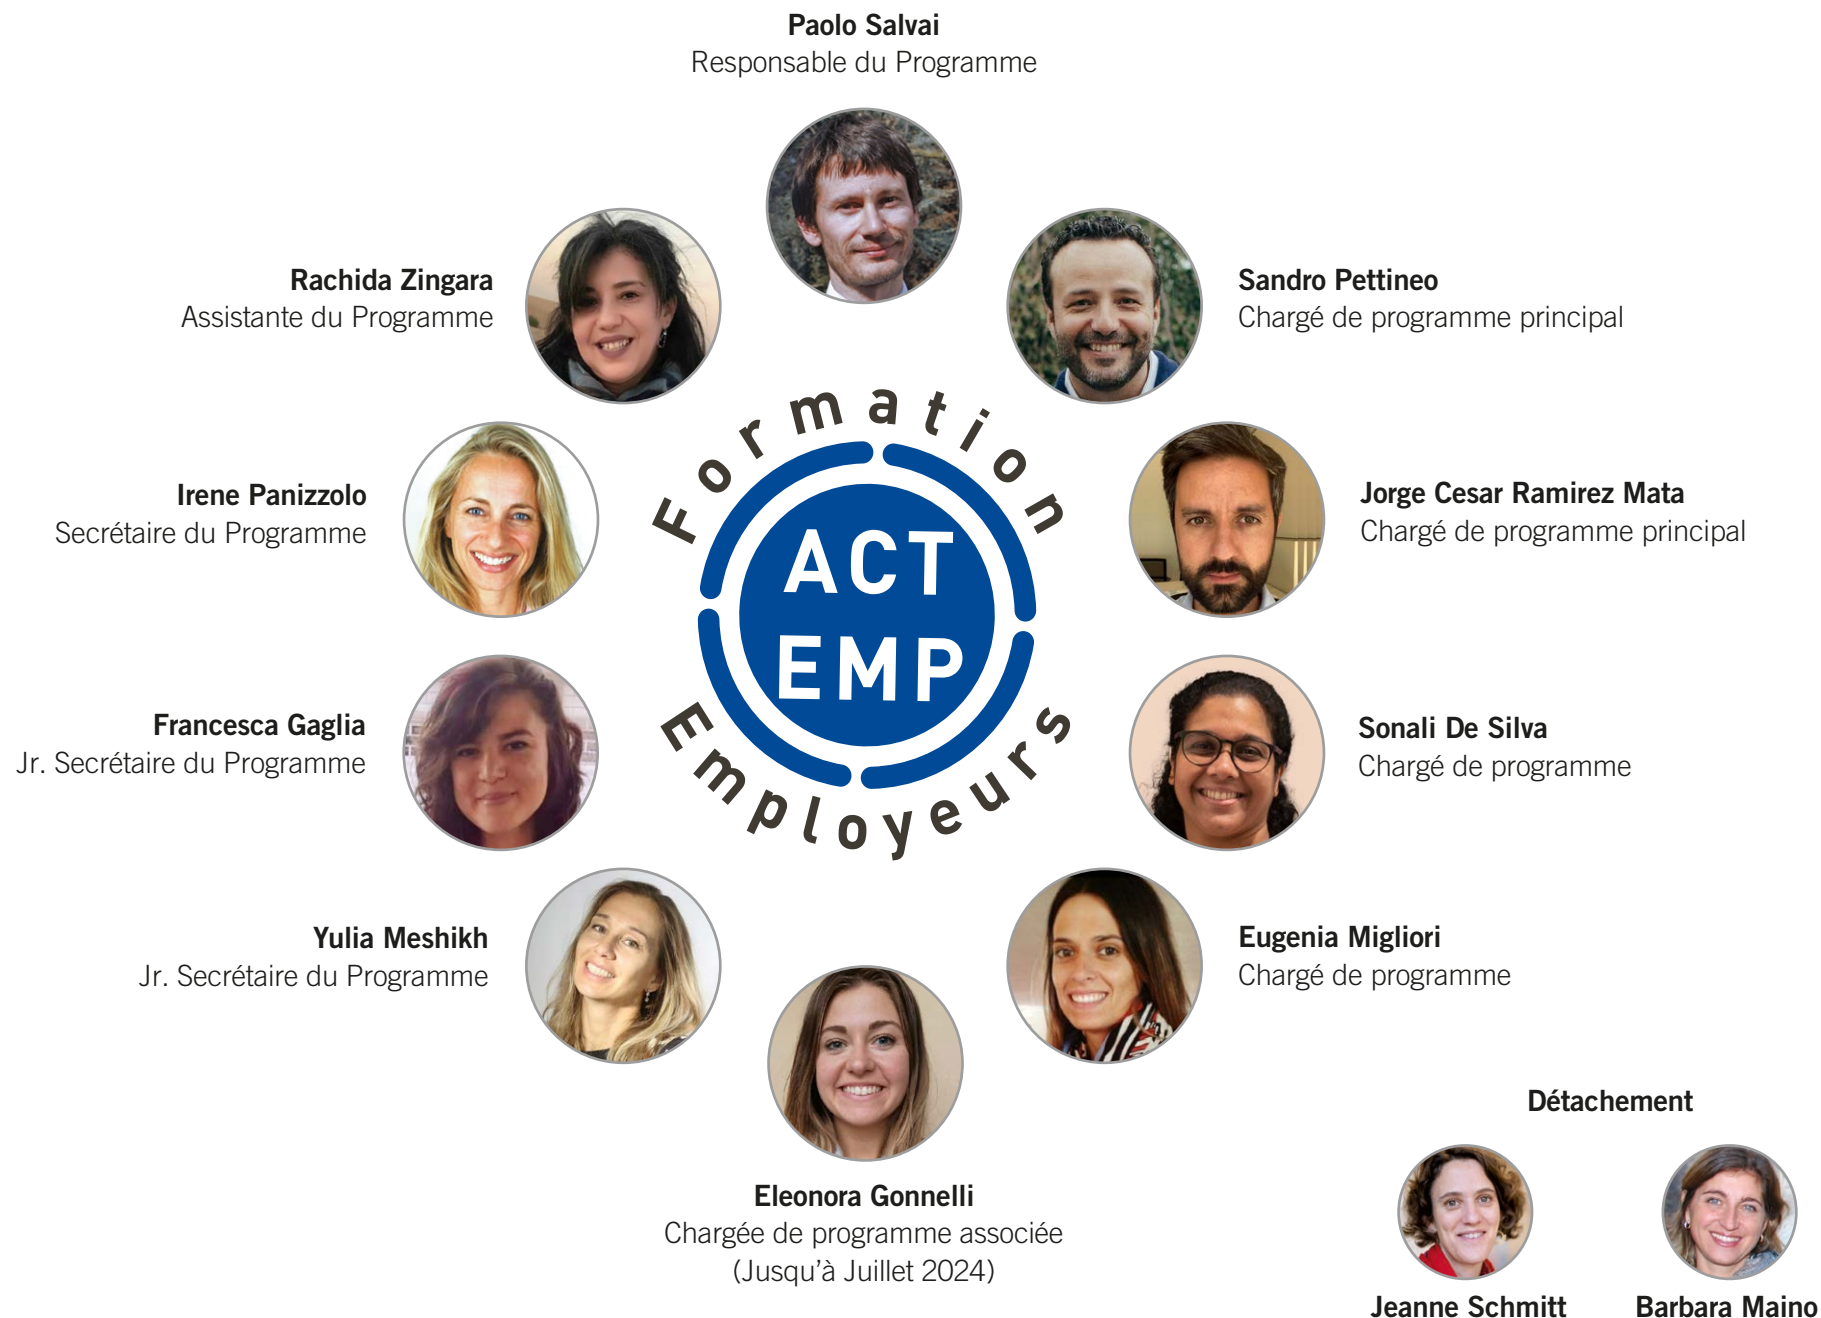 Paolo Salvai
Responsable du Programme
Rachida Zingara
Assistante du Programme
Sandro Pettineo
Chargé de programme principal
Irene Panizzolo
Secrétaire du Programme
Jorge Cesar Ramirez Mata
Chargé de programme principal
Formation
ACT
EMP
Employeurs
Francesca Gaglia
Jr. Secrétaire du Programme
Sonali De Silva
Chargé de programme
Yulia Meshikh
Jr. Secrétaire du Programme
Eugenia Migliori
Chargé de programme
Eleonora Gonnelli
Chargée de programme associée
(Jusqu'à Juillet 2024)
Détachement
Jeanne Schmitt
Barbara Maino